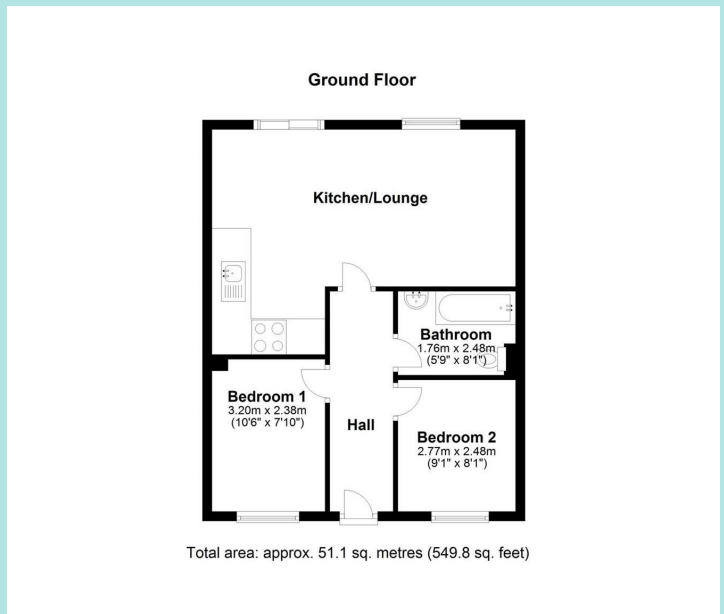 Ground Floor
Kitchen/Lounge
Bathroom
1.76m x 2.48m
(5'9" x 8'1")
Bedroom 1
3.20m x 2.38m
(10'6" x 7'10")
Hall
Bedroom 2
2.77m x 2.48m
(9'1" x 8'1")
Total area: approx. 51.1 sq. metres (549.8 sq. feet)